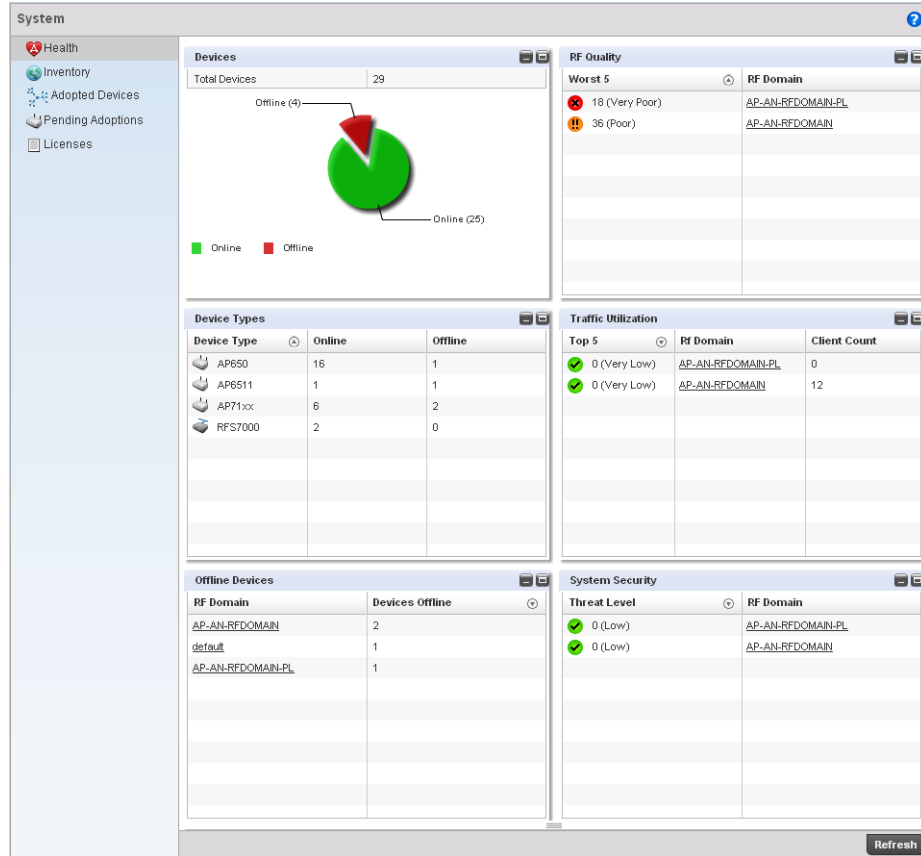 System
Health
Inventory
Adopted Devices
Pending Adoptions
Licenses
Devices
Total Devices 29
Offline (4)
Online (25)
Online Offline
RF Quality
Worst 5 RF Domain
18 (Very Poor) AP-AN-RFDOMAIN-PL
36 (Poor) AP-AN-RFDOMAIN
Device Types
Device Type Online Offline
AP650 16 1
AP6511 1 1
AP71xx 6 2
RFS7000 2 0
Traffic Utilization
Top 5 Rf Domain Client Count
0 (Very Low) AP-AN-RFDOMAIN-PL 0
0 (Very Low) AP-AN-RFDOMAIN 12
Offline Devices
RF Domain Devices Offline
AP-AN-RFDOMAIN 2
default 1
AP-AN-RFDOMAIN-PL 1
System Security
Threat Level RF Domain
0 (Low) AP-AN-RFDOMAIN-PL
0 (Low) AP-AN-RFDOMAIN
Refresh